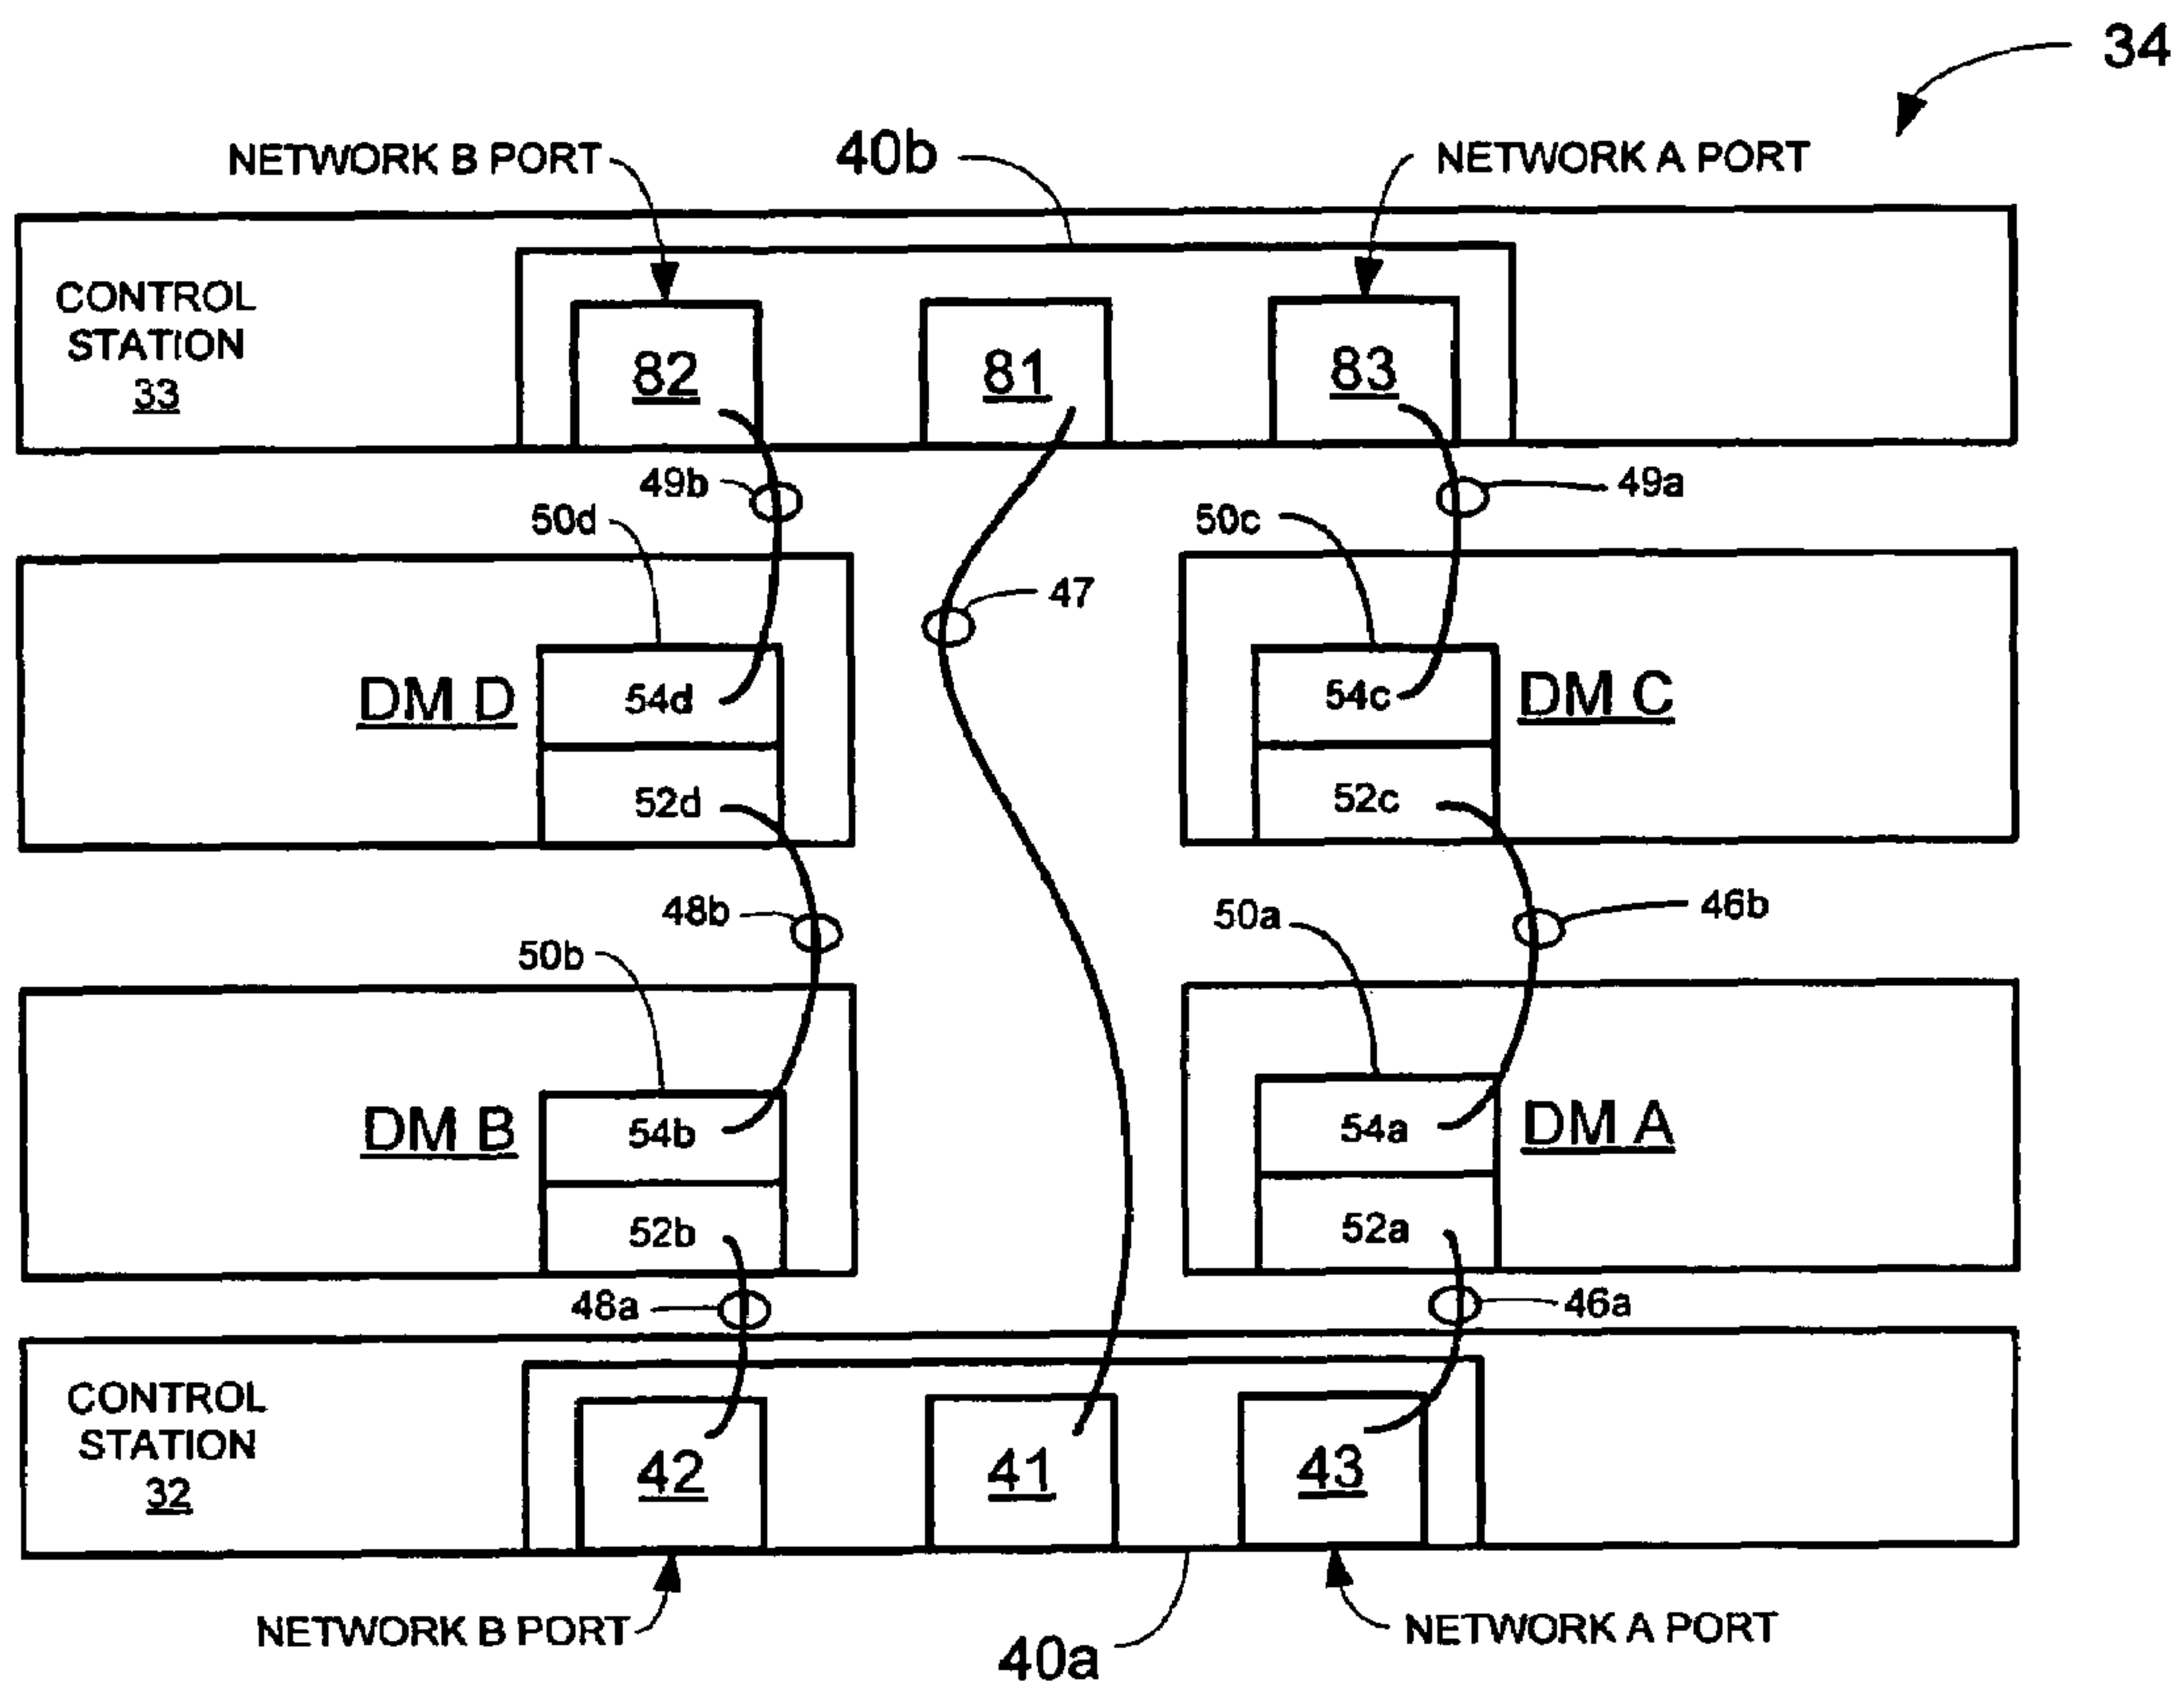 34
NETWORK B PORT
40b
NETWORK A PORT
CONTROL
STATION
33
82
81
83
49b
49a
50d
50c
47
DM D
54d
54c
DM C
52d
52c
48b
46b
50b
50a
DM B
54b
54a
DM A
52b
52a
48a
46a
CONTROL
STATION
32
42
41
43
NETWORK B PORT
40a
NETWORK A PORT